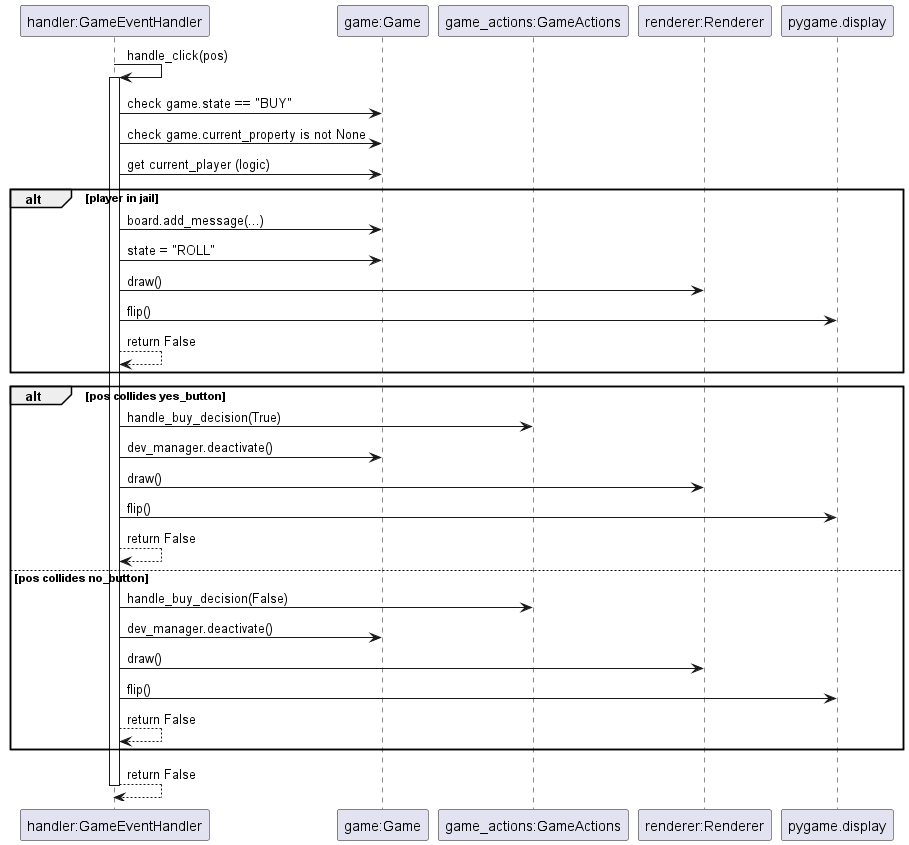 handler:GameEventHandler game:Game game_actions:GameActions renderer:Renderer pygame.display
handle_click(pos)
check game.state == "BUY"
check game.current_property is not None
get current_player (logic)
alt [player in jail]
board.add_message(...)
state = "ROLL"
draw()
flip()
return False
alt [pos collides yes_button]
handle_buy_decision(True)
dev_manager.deactivate()
draw()
flip()
return False
[pos collides no_button]
handle_buy_decision(False)
dev_manager.deactivate()
draw()
flip()
return False
return False
handler:GameEventHandler game:Game game_actions:GameActions renderer:Renderer pygame.display